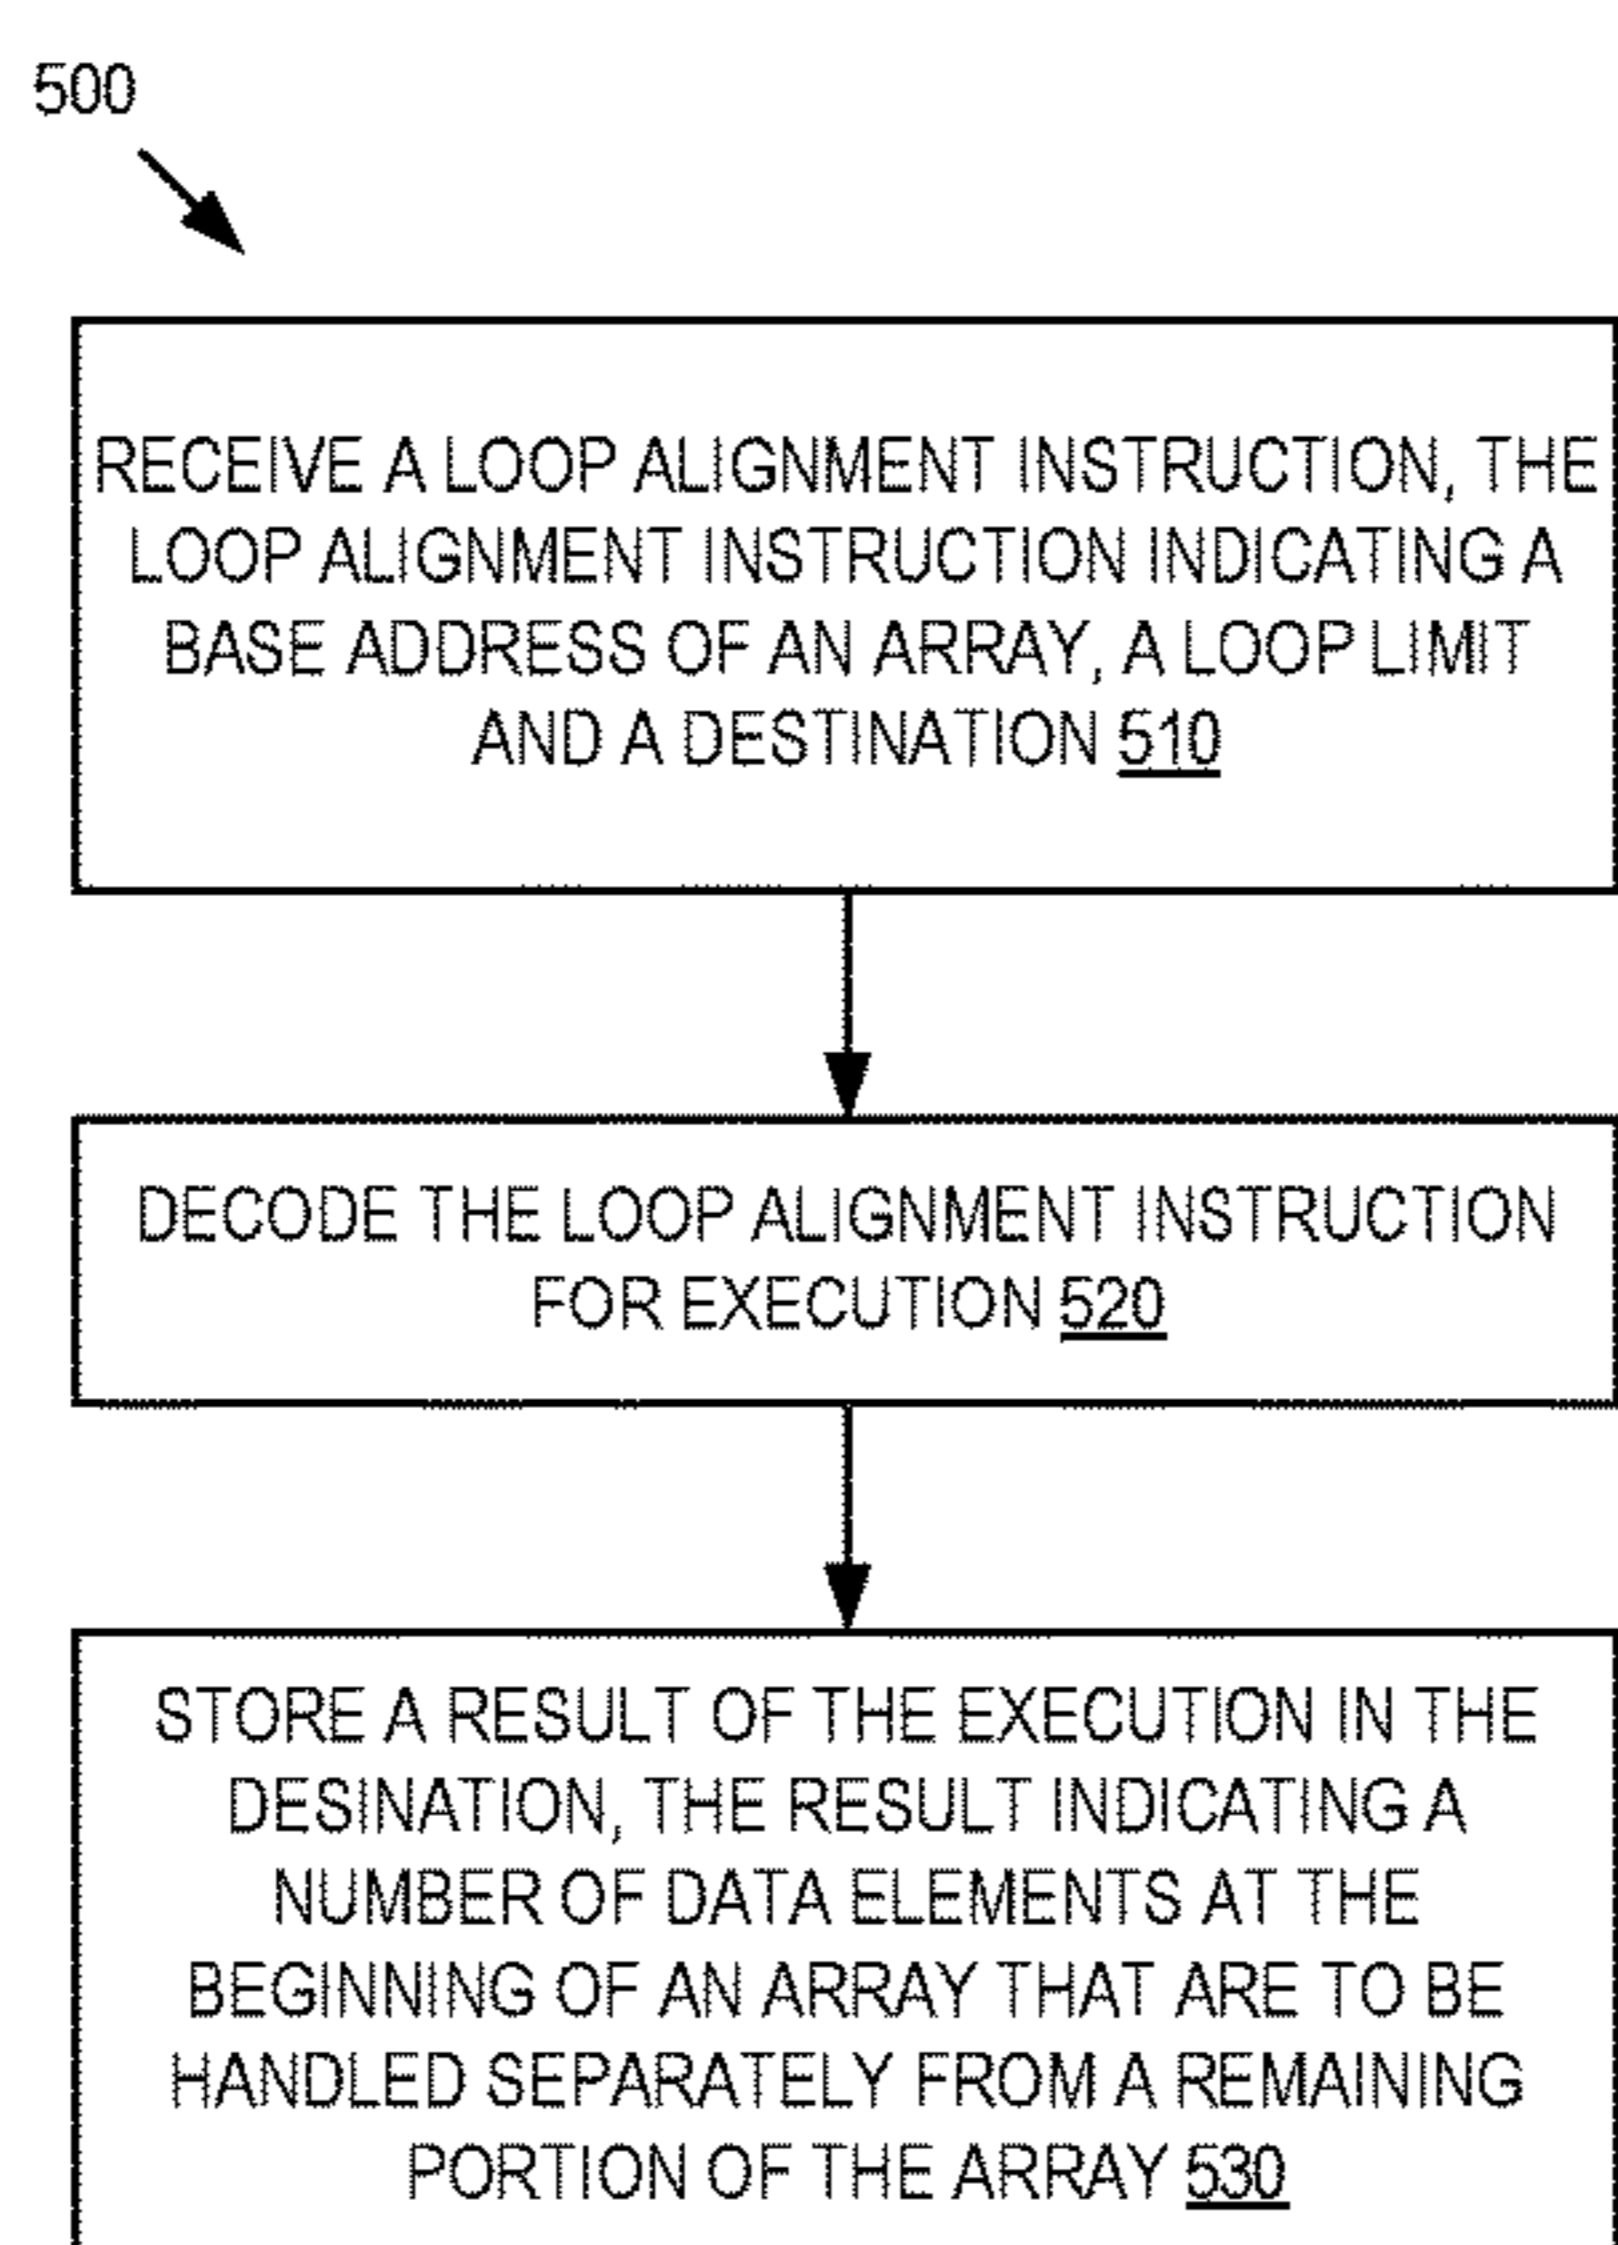 500
RECEIVE A LOOP ALIGNMENT INSTRUCTION, THE
LOOP ALIGNMENT INSTRUCTION INDICATING A
BASE ADDRESS OF AN ARRAY, A LOOP LIMIT
AND A DESTINATION 510
DECODE THE LOOP ALIGNMENT INSTRUCTION
FOR EXECUTION 520
STORE A RESULT OF THE EXECUTION IN THE
DESINATION, THE RESULT INDICATING A
NUMBER OF DATA ELEMENTS AT THE
BEGINNING OF AN ARRAY THAT ARE TO BE
HANDLED SEPARATELY FROM A REMAINING
PORTION OF THE ARRAY 530